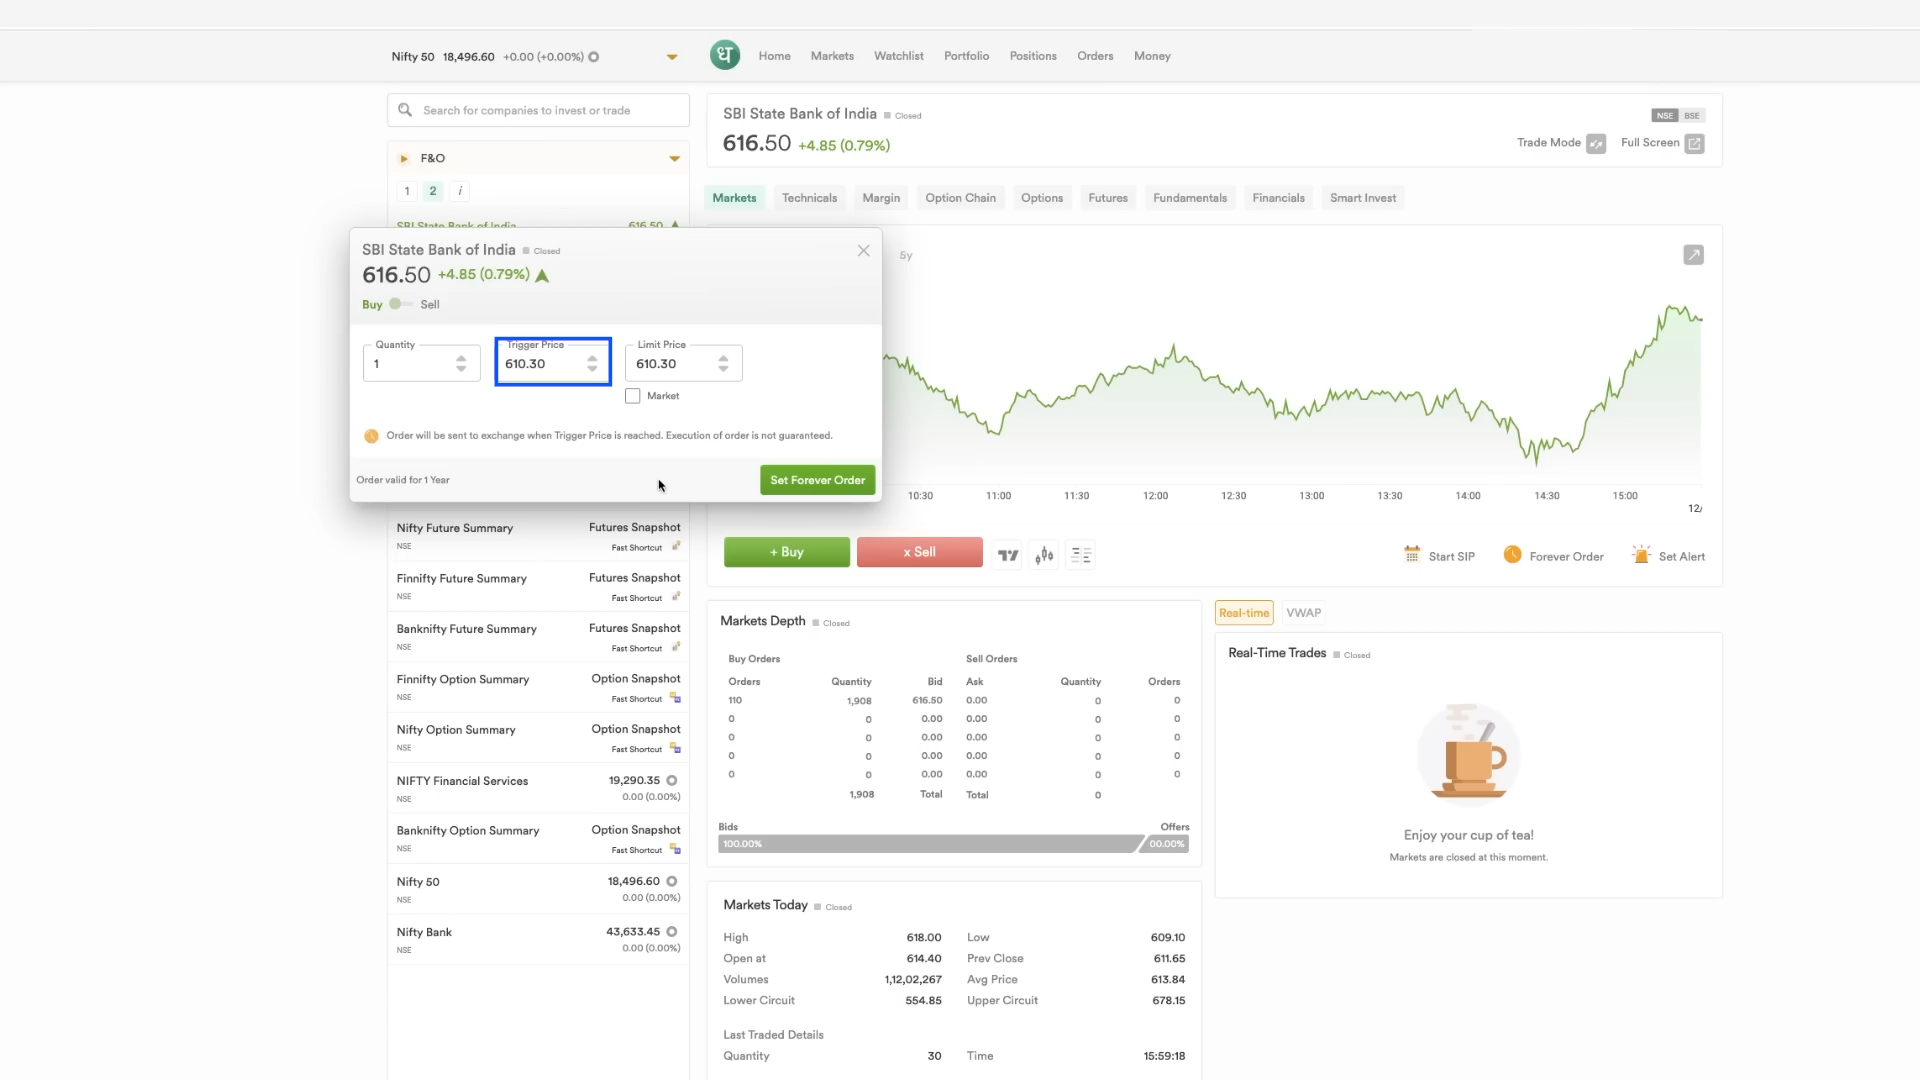 Nifty 50 18,496.60 +0.00 (+0.00%)
ध Home Markets Watchlist Portfolio Positions Orders Money
Search for companies to invest or trade
F&O
1 2 i
SBI State Bank of India 616.50
SBI State Bank of India Closed
616.50 +4.85 (0.79%)
NSE BSE
Trade Mode Full Screen
Markets Technicals Margin Option Chain Options Futures Fundamentals Financials Smart Invest
5y
SBI State Bank of India Closed
616.50 +4.85 (0.79%)
Buy Sell
Quantity Trigger Price Limit Price
1 610.30 610.30
Market
Order will be sent to exchange when Trigger Price is reached. Execution of order is not guaranteed.
Order valid for 1 Year Set Forever Order
10:30 11:00 11:30 12:00 12:30 13:00 13:30 14:00 14:30 15:00
12/
+ Buy x Sell Start SIP Forever Order Set Alert
Nifty Future Summary Futures Snapshot
NSE Fast Shortcut
Finnifty Future Summary Futures Snapshot
NSE Fast Shortcut
Banknifty Future Summary Futures Snapshot
NSE Fast Shortcut
Finnifty Option Summary Option Snapshot
NSE Fast Shortcut
Nifty Option Summary Option Snapshot
NSE Fast Shortcut
NIFTY Financial Services 19,290.35
NSE 0.00 (0.00%)
Banknifty Option Summary Option Snapshot
NSE Fast Shortcut
Nifty 50 18,496.60
NSE 0.00 (0.00%)
Nifty Bank 43,633.45
NSE 0.00 (0.00%)
Markets Depth Closed
Buy Orders Sell Orders
Orders Quantity Bid Ask Quantity Orders
110 1,908 616.50 0.00 0 0
0 0 0.00 0.00 0 0
0 0 0.00 0.00 0 0
0 0 0.00 0.00 0 0
0 0 0.00 0.00 0 0
1,908 Total Total 0
Bids Offers
100.00% 00.00%
Real-time VWAP
Real-Time Trades Closed
Enjoy your cup of tea!
Markets are closed at this moment.
Markets Today Closed
High 618.00 Low 609.10
Open at 614.40 Prev Close 611.65
Volumes 1,12,02,267 Avg Price 613.84
Lower Circuit 554.85 Upper Circuit 678.15
Last Traded Details
Quantity 30 Time 15:59:18